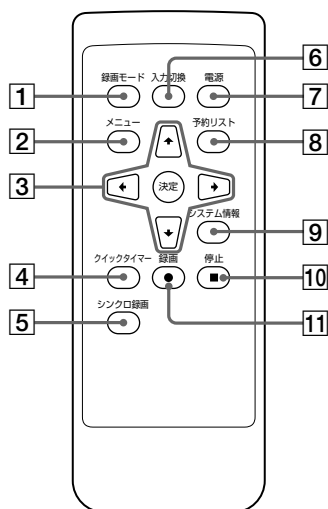 録画モード 入力切換 電源
メニュー 予約リスト
決定
システム情報
クイックタイマー 録画 停止
シンクロ録画
1
2
3
4
5
6
7
8
9
10
11